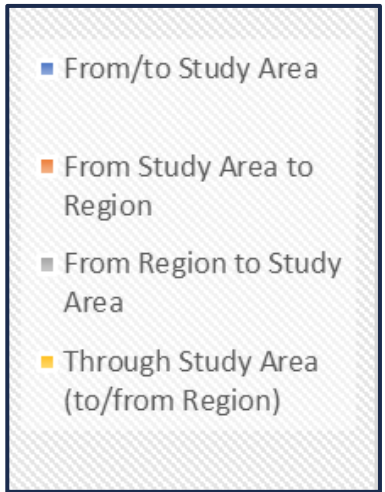 From/to Study Area
From Study Area to
Region
From Region to Study
Area
Through Study Area
(to/from Region)